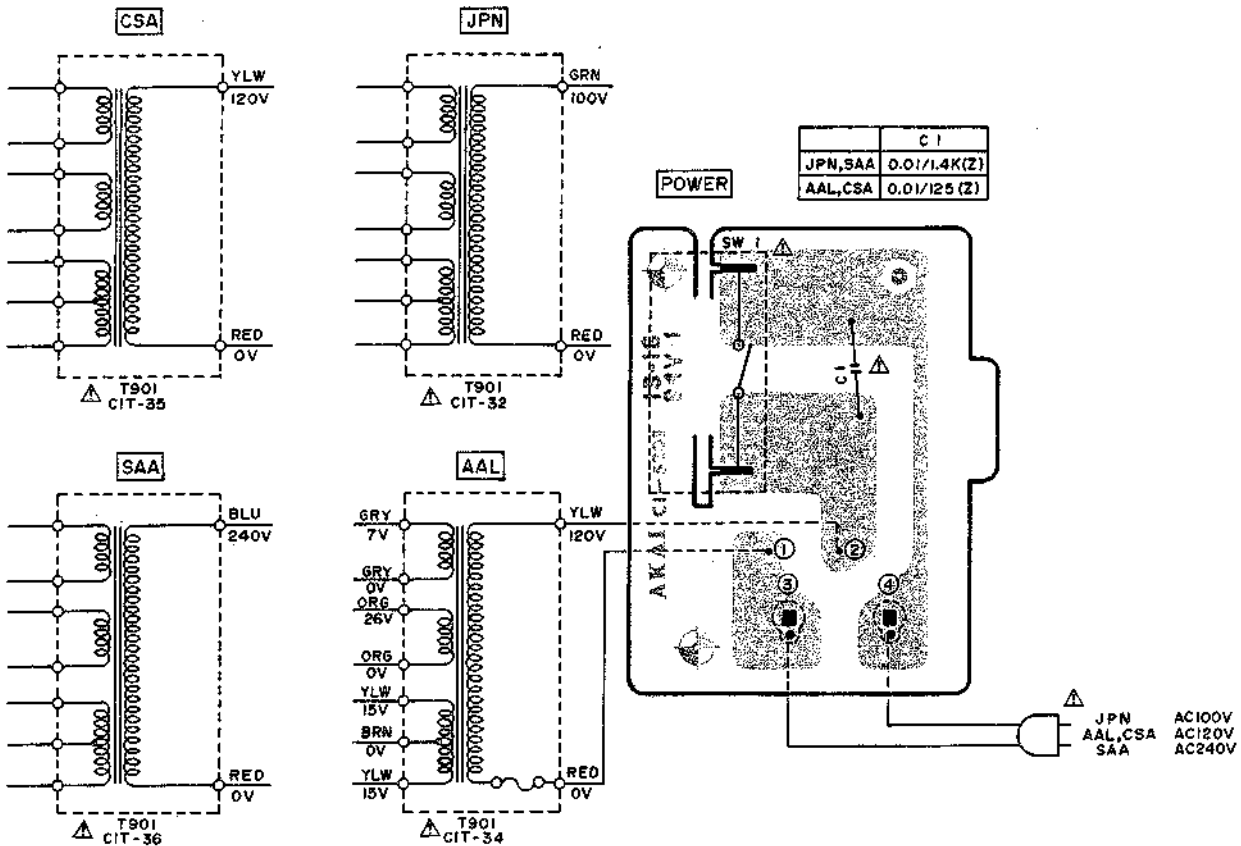 CSA
YLW
120V
RED
0V
T901
CIT-35
JPN
GRN
100V
RED
0V
T901
CIT-32
C1
JPN,SAA 0.01/1.4K(Z)
AAL,CSA 0.01/125(Z)
POWER
SW 1
C1
AKAI
1
2
3
4
SAA
BLU
240V
RED
0V
T901
CIT-36
AAL
GRY
7V
GRY
0V
ORG
26V
ORG
0V
YLW
15V
BRN
0V
YLW
15V
YLW
120V
RED
0V
T901
CIT-34
JPN AC100V
AAL,CSA AC120V
SAA AC240V